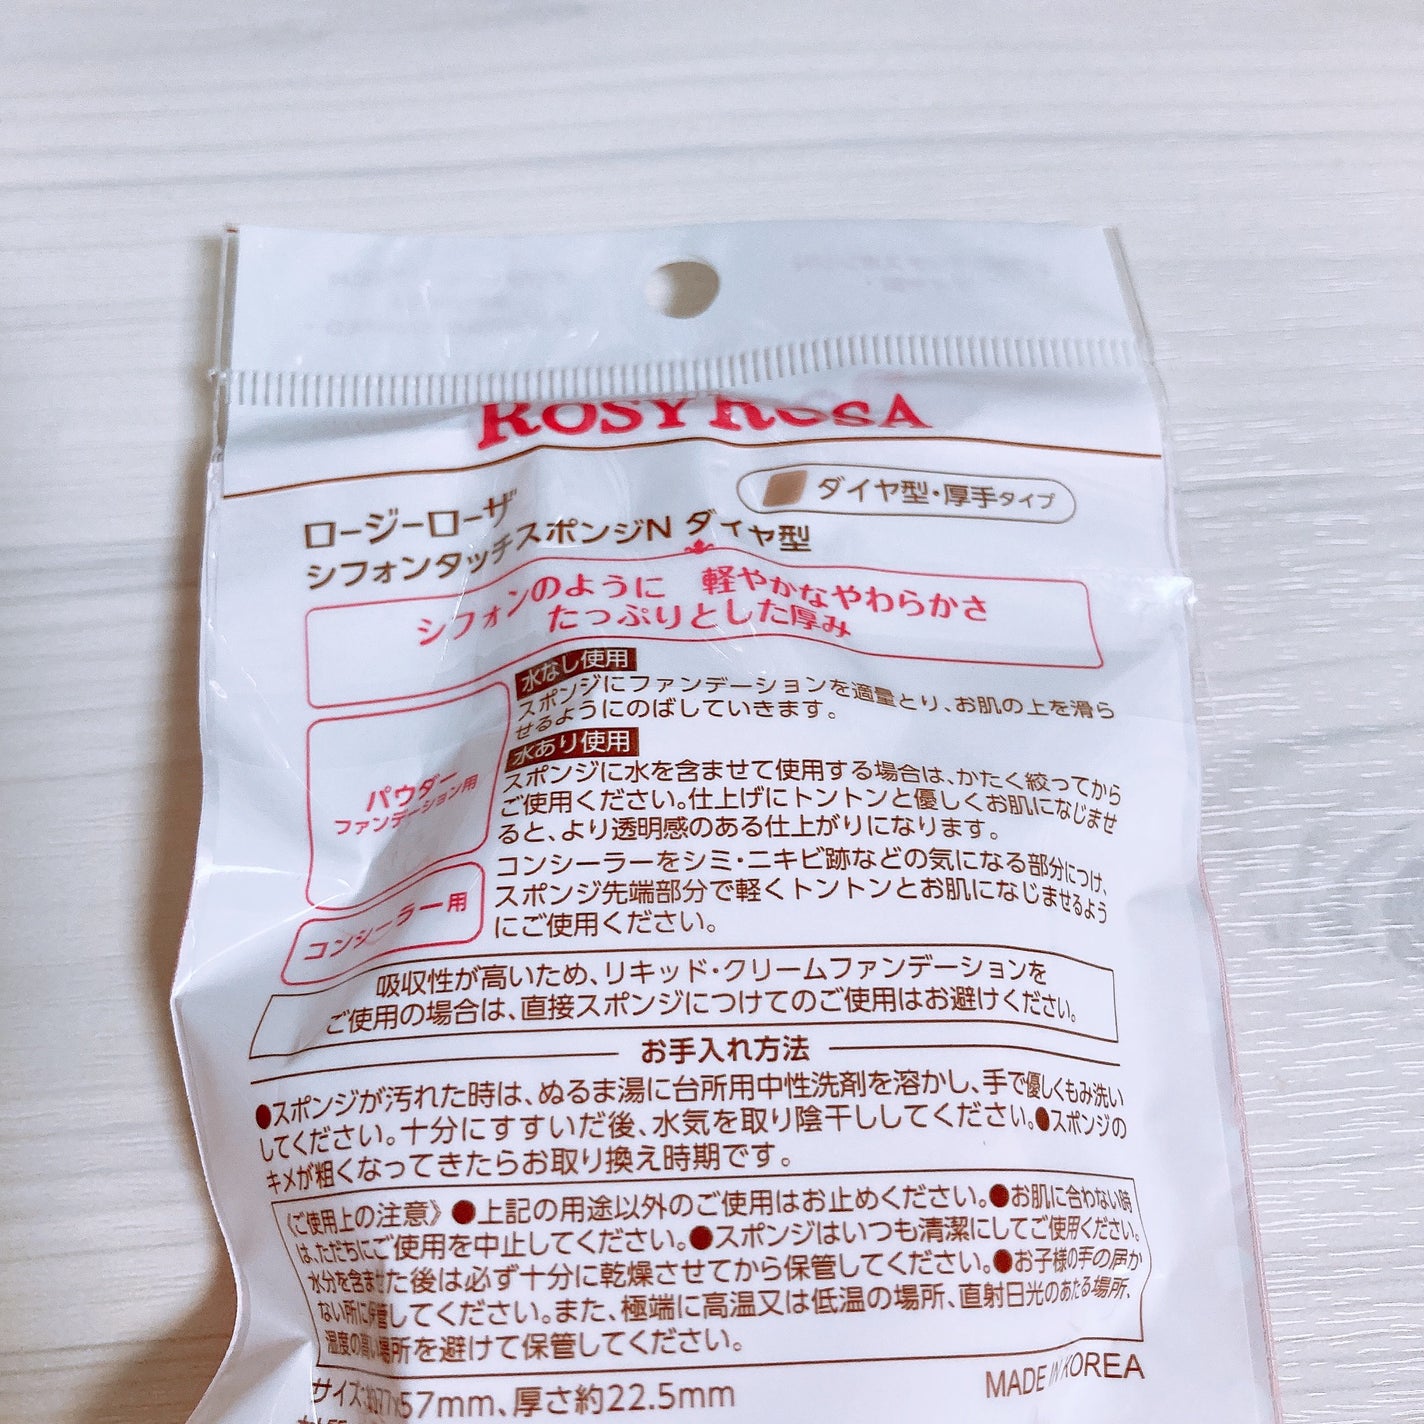 ROSY ROSA
ダイヤ型・厚手タイプ
ロージーローザ
シフォンタッチスポンジN ダイヤ型
シフォンのように 軽やかなやわらかさ
たっぷりとした厚み
パウダー
ファンデーション用
水なし使用
スポンジにファンデーションを適量とり、お肌の上を滑ら
せるようにのばしていきます。
水あり使用
スポンジに水を含ませて使用する場合は、かたく絞ってから
ご使用ください。仕上げにトントンと優しくお肌になじませ
ると、より透明感のある仕上がりになります。
コンシーラー用
コンシーラーをシミ・ニキビ跡などの気になる部分につけ、
スポンジ先端部分で軽くトントンとお肌になじませるよう
にご使用ください。
吸収性が高いため、リキッド・クリームファンデーションを
ご使用の場合は、直接スポンジにつけてのご使用はお避けください。
お手入れ方法
●スポンジが汚れた時は、ぬるま湯に台所用中性洗剤を溶かし、手で優しくもみ洗い
してください。十分にすすいだ後、水気を取り陰干ししてください。●スポンジの
キメが粗くなってきたらお取り換え時期です。
《ご使用上の注意》●上記の用途以外のご使用はお止めください。●お肌に合わない時
は、ただちにご使用を中止してください。●スポンジはいつも清潔にしてご使用ください。
水分を含ませた後は必ず十分に乾燥させてから保管してください。●お子様の手の届か
ない所に保管してください。また、極端に高温又は低温の場所、直射日光のあたる場所、
温度の高い場所を避けて保管してください。
サイズ:約77×57mm、厚さ約22.5mm
MADE IN KOREA